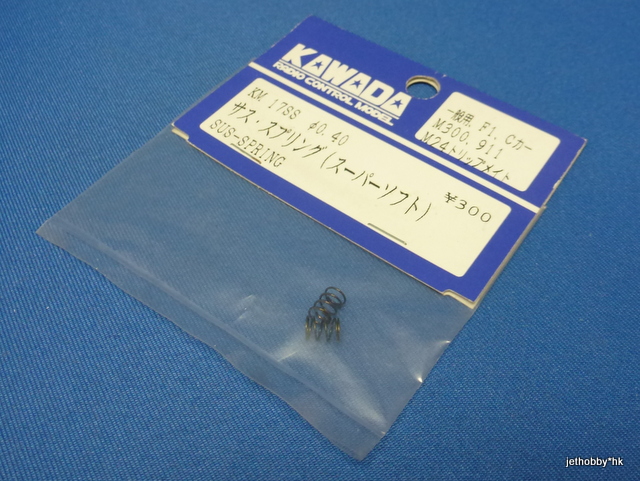 KAWADA
RADIO CONTROL MODEL
一般用 F1, Cカー
M300, 911
M24トリップメイト
KM 178S φ0.40
サス・スプリング(スーパーソフト)
SUS-SPRING
¥300
jethobby*hk